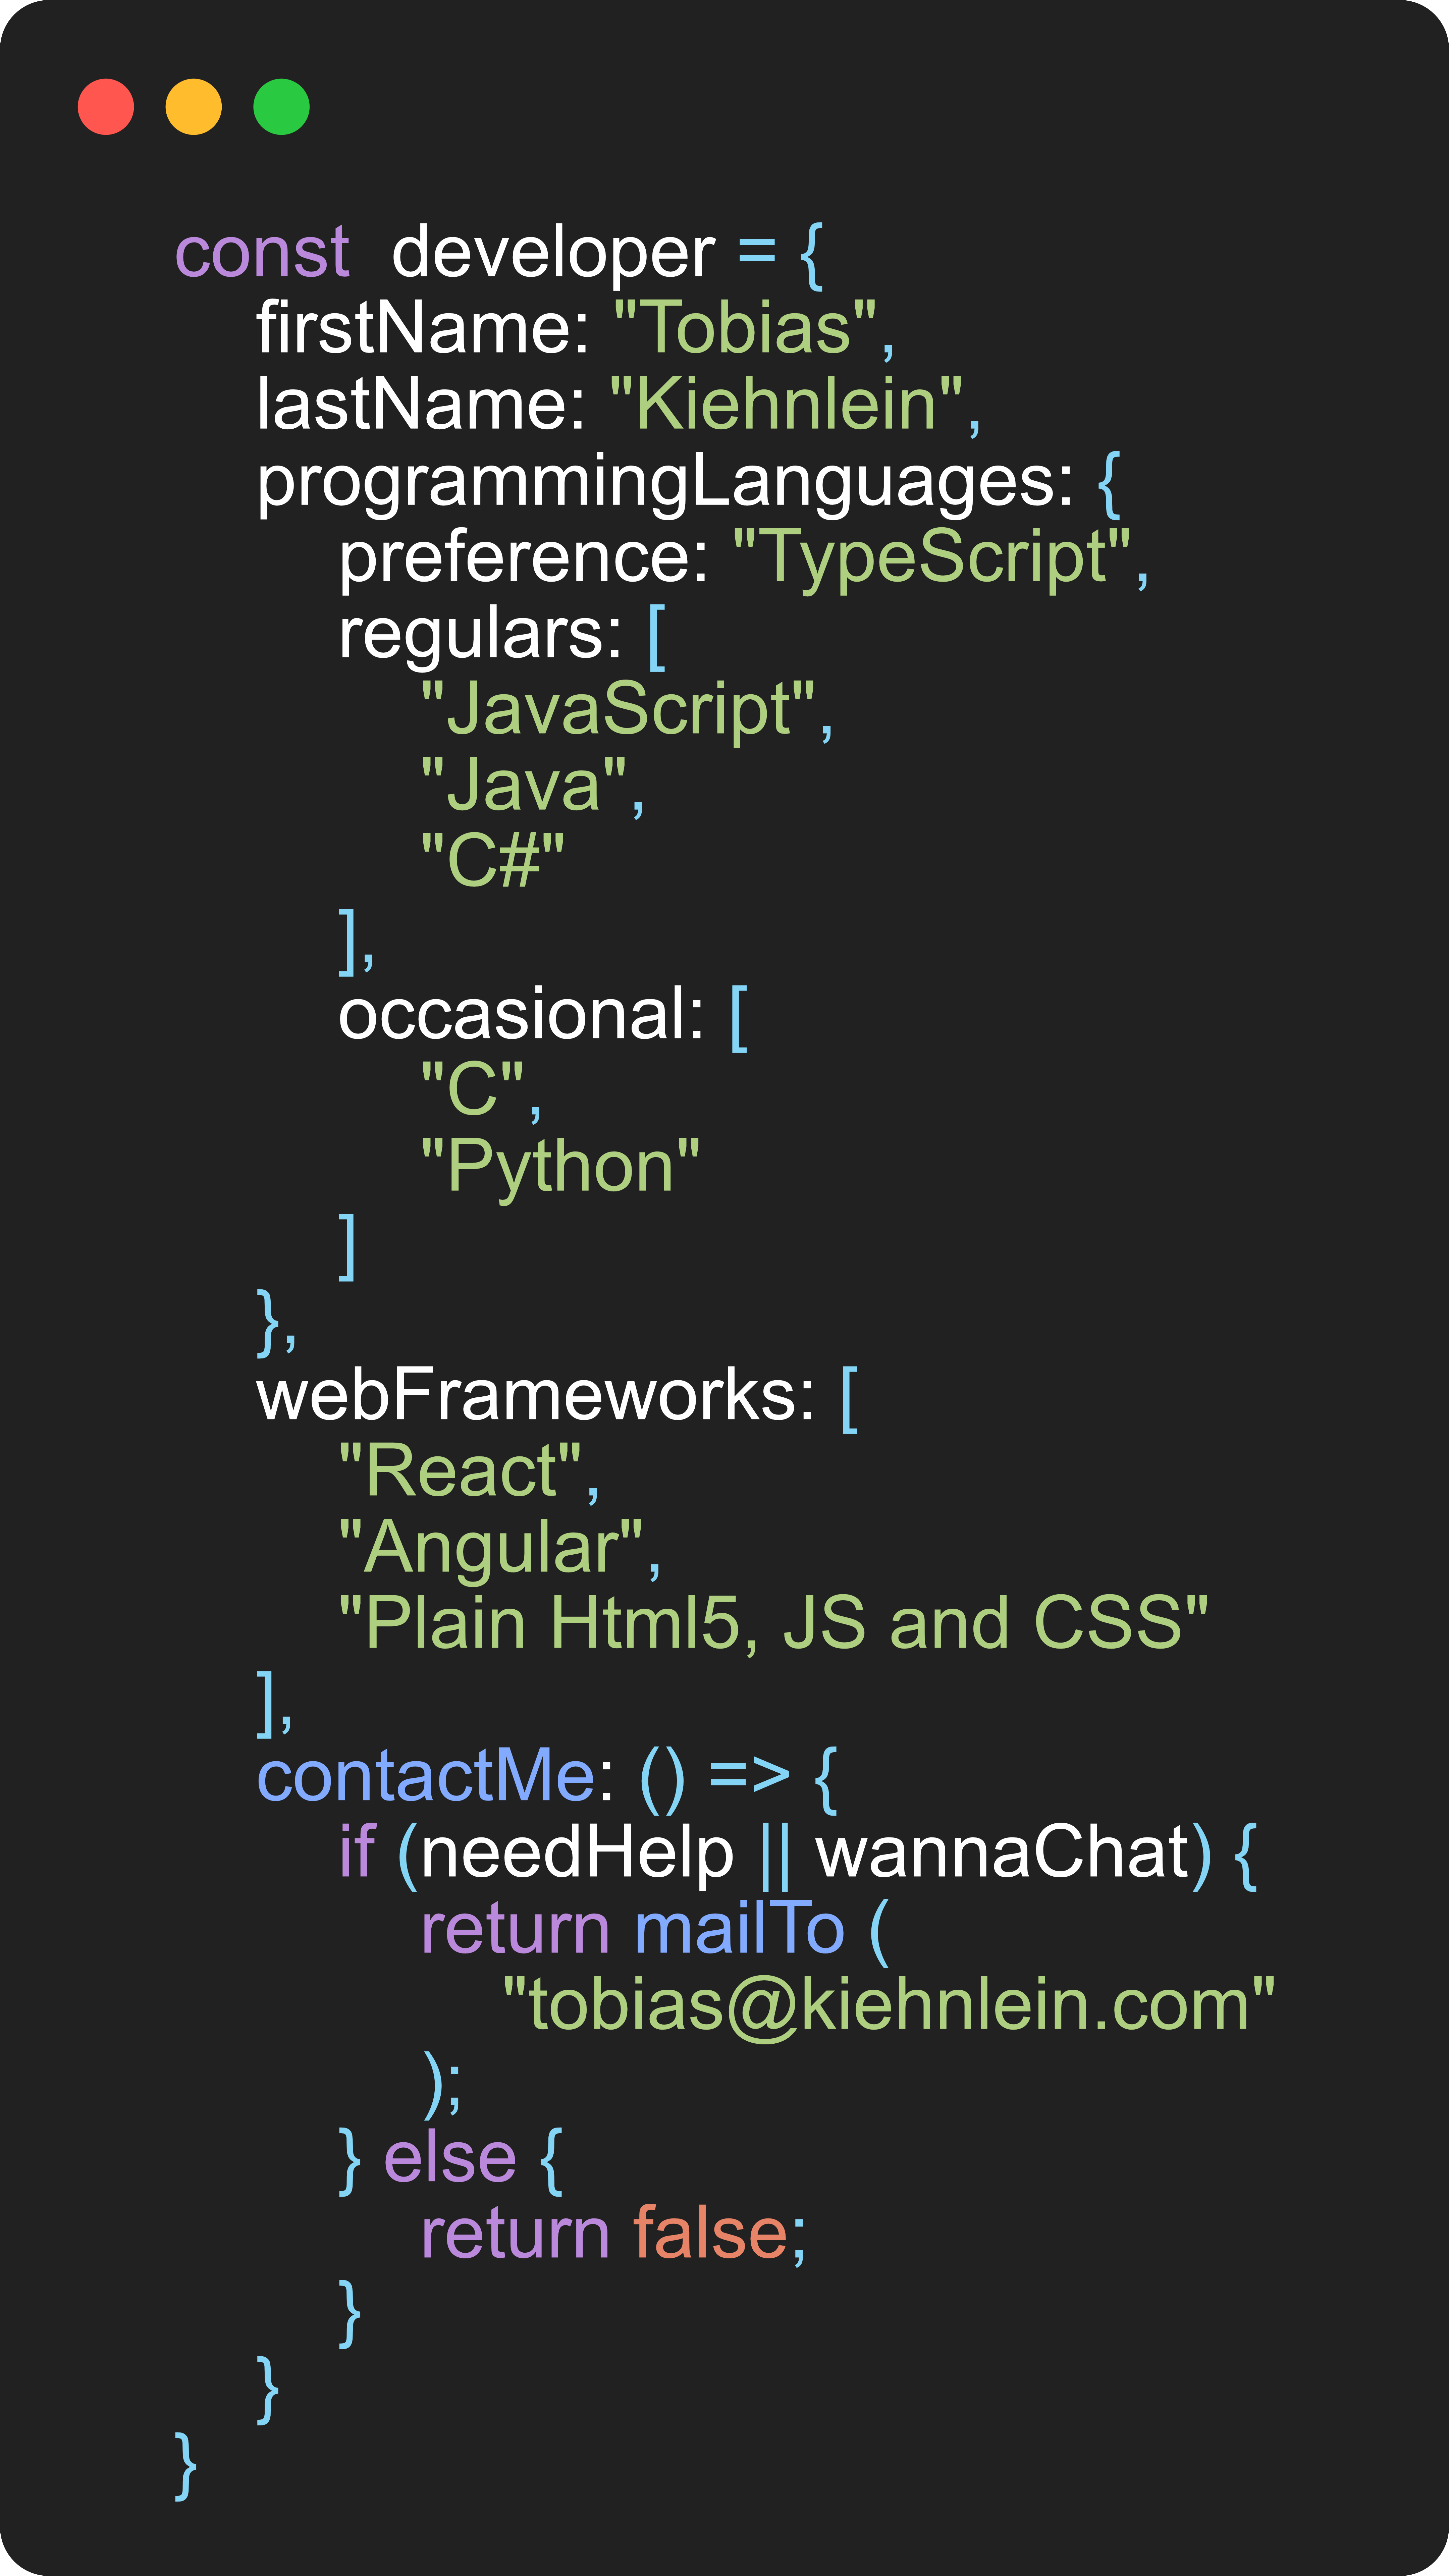 const  developer = {
firstName: "Tobias",
lastName: "Kiehnlein",
programmingLanguages: {
preference: "TypeScript",
regulars: [
"JavaScript",
"Java",
"C#"
],
occasional: [
"C",
"Python"
]
},
webFrameworks: [
"React",
"Angular",
"Plain Html5, JS and CSS"
],
contactMe: () => {
if (needHelp || wannaChat) {
return mailTo (
"tobias@kiehnlein.com"
);
} else {
return false;
}
}
}